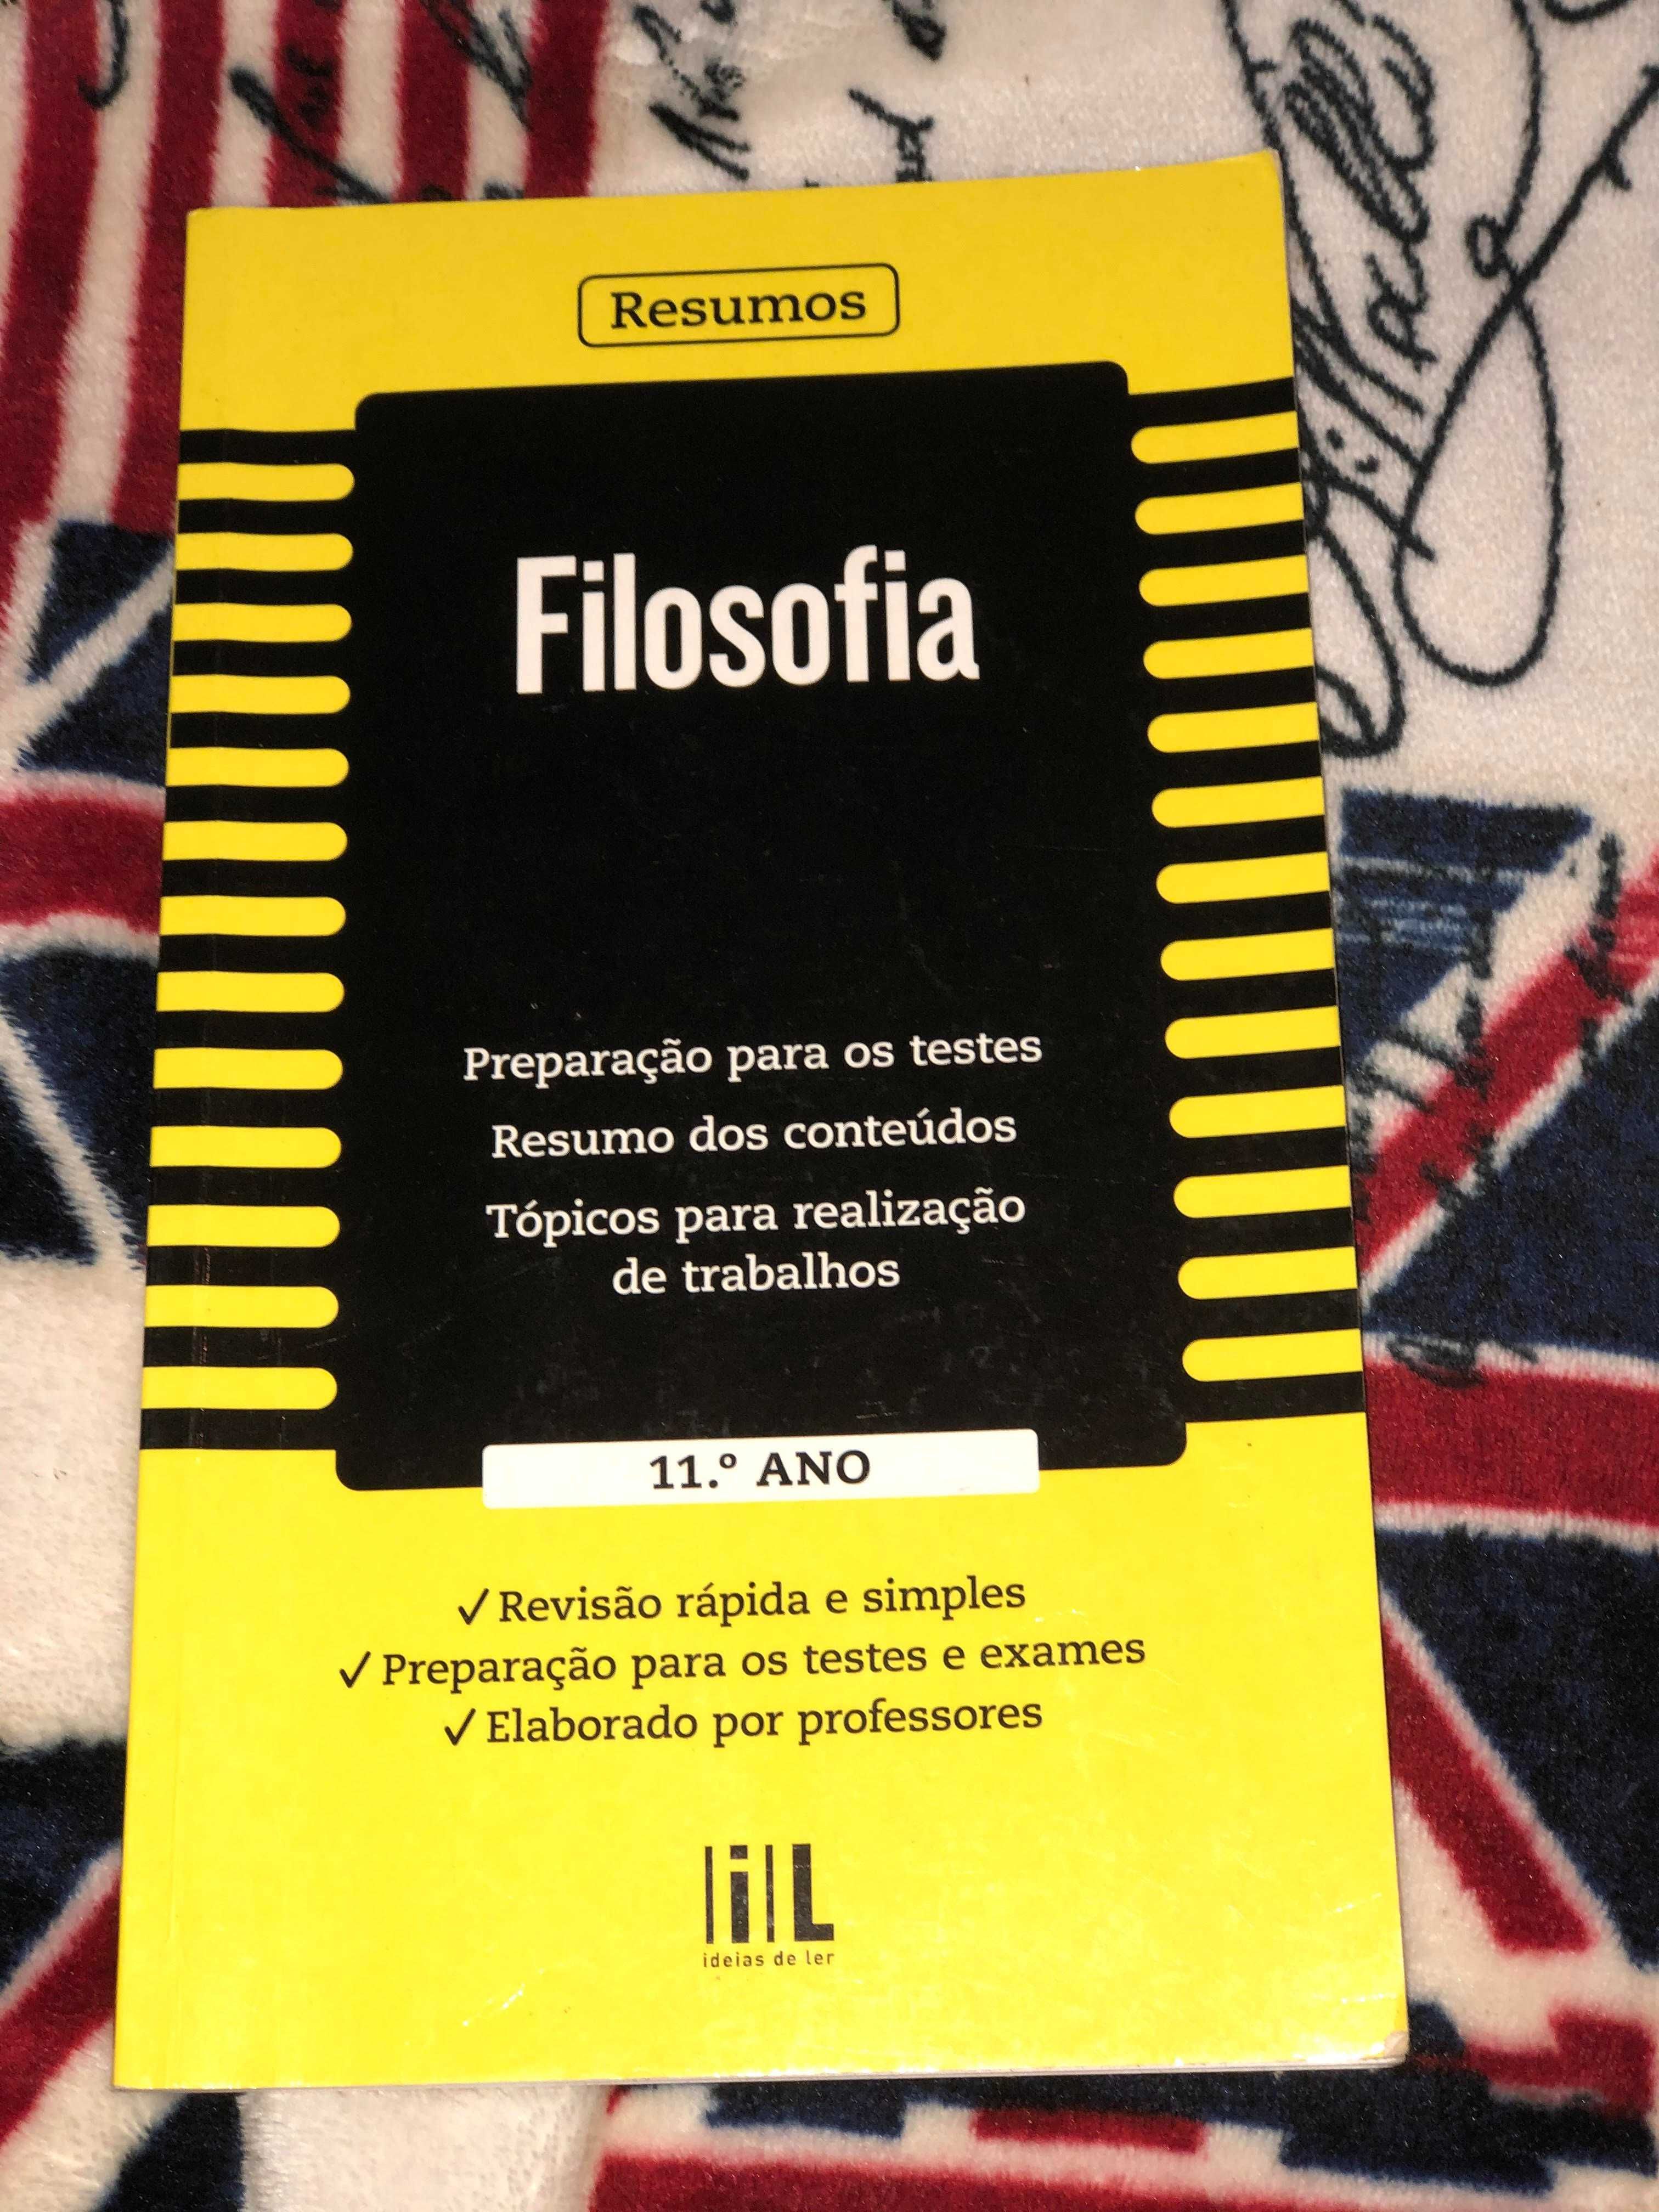 Resumos
Filosofia
Preparação para os testes
Resumo dos conteúdos
Tópicos para realização
de trabalhos
11.º ANO
✓ Revisão rápida e simples
✓ Preparação para os testes e exames
✓ Elaborado por professores
iL
ideias de ler